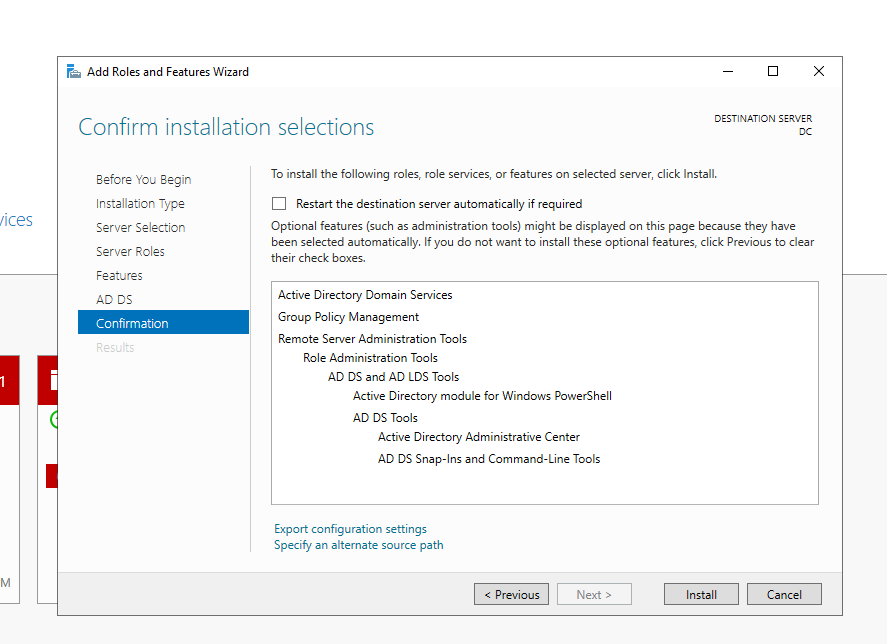 Add Roles and Features Wizard
Confirm installation selections
DESTINATION SERVER
DC
Before You Begin
Installation Type
Server Selection
Server Roles
Features
AD DS
Confirmation
Results
To install the following roles, role services, or features on selected server, click Install.
Restart the destination server automatically if required
Optional features (such as administration tools) might be displayed on this page because they have
been selected automatically. If you do not want to install these optional features, click Previous to clear
their check boxes.
Active Directory Domain Services
Group Policy Management
Remote Server Administration Tools
Role Administration Tools
AD DS and AD LDS Tools
Active Directory module for Windows PowerShell
AD DS Tools
Active Directory Administrative Center
AD DS Snap-Ins and Command-Line Tools
Export configuration settings
Specify an alternate source path
< Previous
Next >
Install
Cancel
vices
1
M